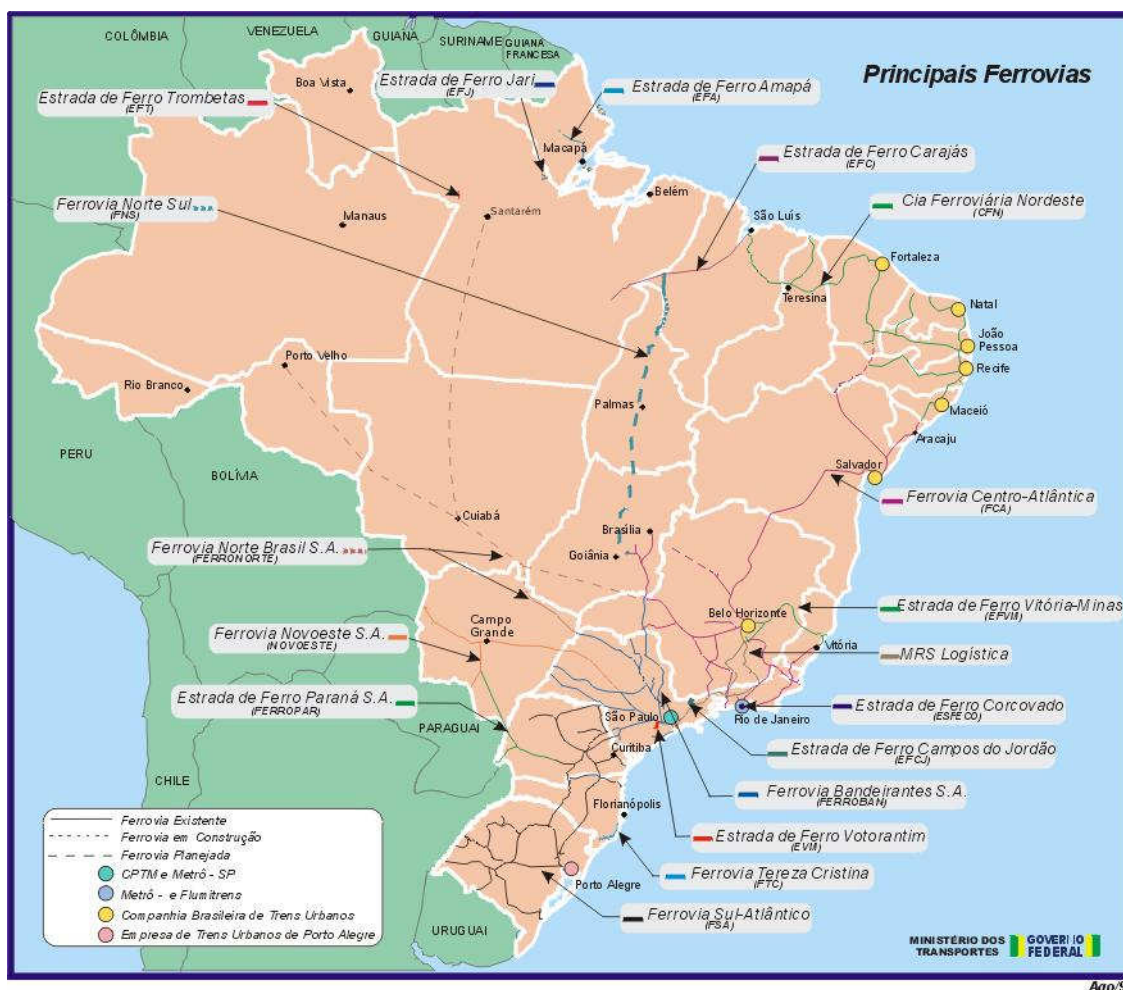 COLÔMBIA
VENEZUELA
GUIANA
SURINAME
GUIANA
FRANCESA
Principais Ferrovias
Boa Vista
Estrada de Ferro Jari
(EFJ)
Estrada de Ferro Amapá
(EFA)
Estrada de Ferro Trombetas
(EFT)
Macapá
Estrada de Ferro Carajás
(EFC)
Belém
Ferrovia Norte Sul
(FNS)
Manaus
Santarém
Cia Ferroviária Nordeste
(CFN)
São Luís
Fortaleza
Teresina
Natal
João
Pessoa
Porto Velho
Recife
Rio Branco
Palmas
Maceió
Aracaju
PERU
BOLÍVIA
Salvador
Ferrovia Centro-Atlântica
(FCA)
Cuiabá
Brasília
Goiânia
Ferrovia Norte Brasil S.A.
(FERRONORTE)
Estrada de Ferro Vitória-Minas
(EFVM)
Belo Horizonte
Campo
Grande
Ferrovia Novoeste S.A.
(NOVOESTE)
Vitória
MRS Logística
Estrada de Ferro Paraná S.A.
(FERROPAR)
PARAGUAI
São Paulo
Rio de Janeiro
Estrada de Ferro Corcovado
(ESFECO)
Curitiba
Estrada de Ferro Campos do Jordão
(EFCJ)
CHILE
Ferrovia Bandeirantes S.A.
(FERROBAN)
Florianópolis
Estrada de Ferro Votorantim
(EVM)
Ferrovia Tereza Cristina
(FTC)
Porto Alegre
Ferrovia Sul-Atlântico
(FSA)
URUGUAI
Ferrovia Existente
Ferrovia em Construção
Ferrovia Planejada
CPTM e Metrô - SP
Metrô - e Flumitrens
Companhia Brasileira de Trens Urbanos
Empresa de Trens Urbanos de Porto Alegre
MINISTÉRIO DOS
TRANSPORTES
GOVERNO
FEDERAL